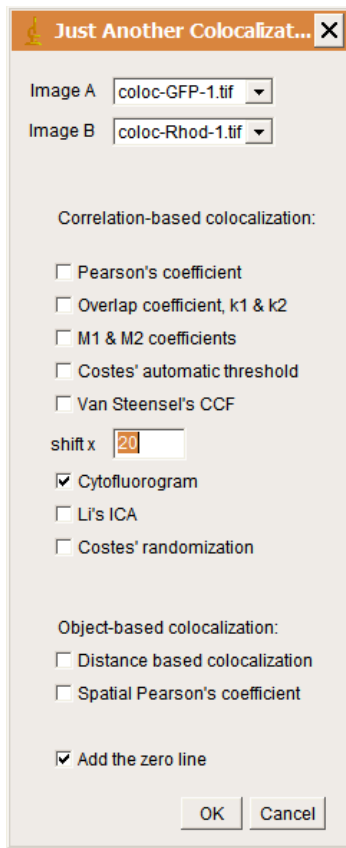 Just Another Colocalizat...
Image A coloc-GFP-1.tif
Image B coloc-Rhod-1.tif
Correlation-based colocalization:
Pearson's coefficient
Overlap coefficient, k1 & k2
M1 & M2 coefficients
Costes' automatic threshold
Van Steensel's CCF
shift x 20
Cytofluorogram
Li's ICA
Costes' randomization
Object-based colocalization:
Distance based colocalization
Spatial Pearson's coefficient
Add the zero line
OK Cancel